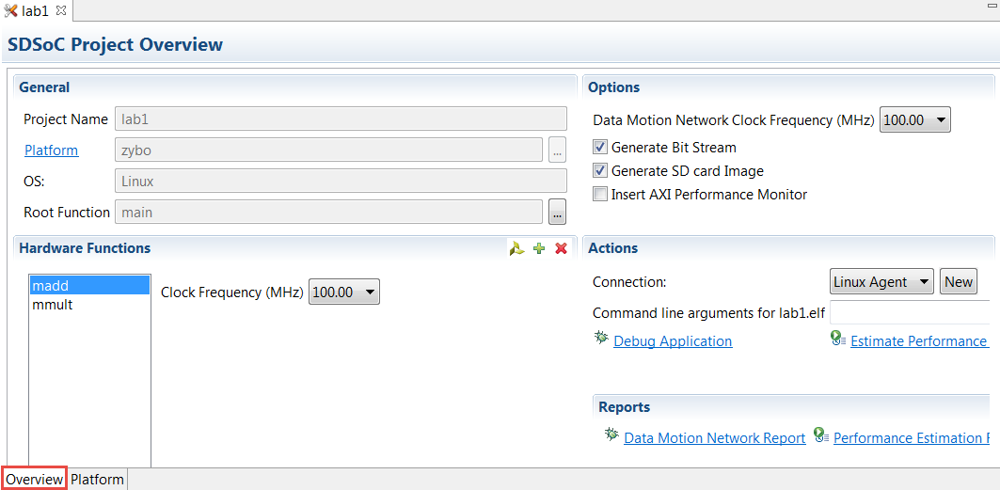 lab1
SDSoC Project Overview
General
Project Name lab1
Platform zybo ...
OS: Linux
Root Function main ...
Options
Data Motion Network Clock Frequency (MHz) 100.00
Generate Bit Stream
Generate SD card Image
Insert AXI Performance Monitor
Hardware Functions
madd
mmult
Clock Frequency (MHz) 100.00
Actions
Connection: Linux Agent New
Command line arguments for lab1.elf
Debug Application Estimate Performance
Reports
Data Motion Network Report Performance Estimation
Overview Platform